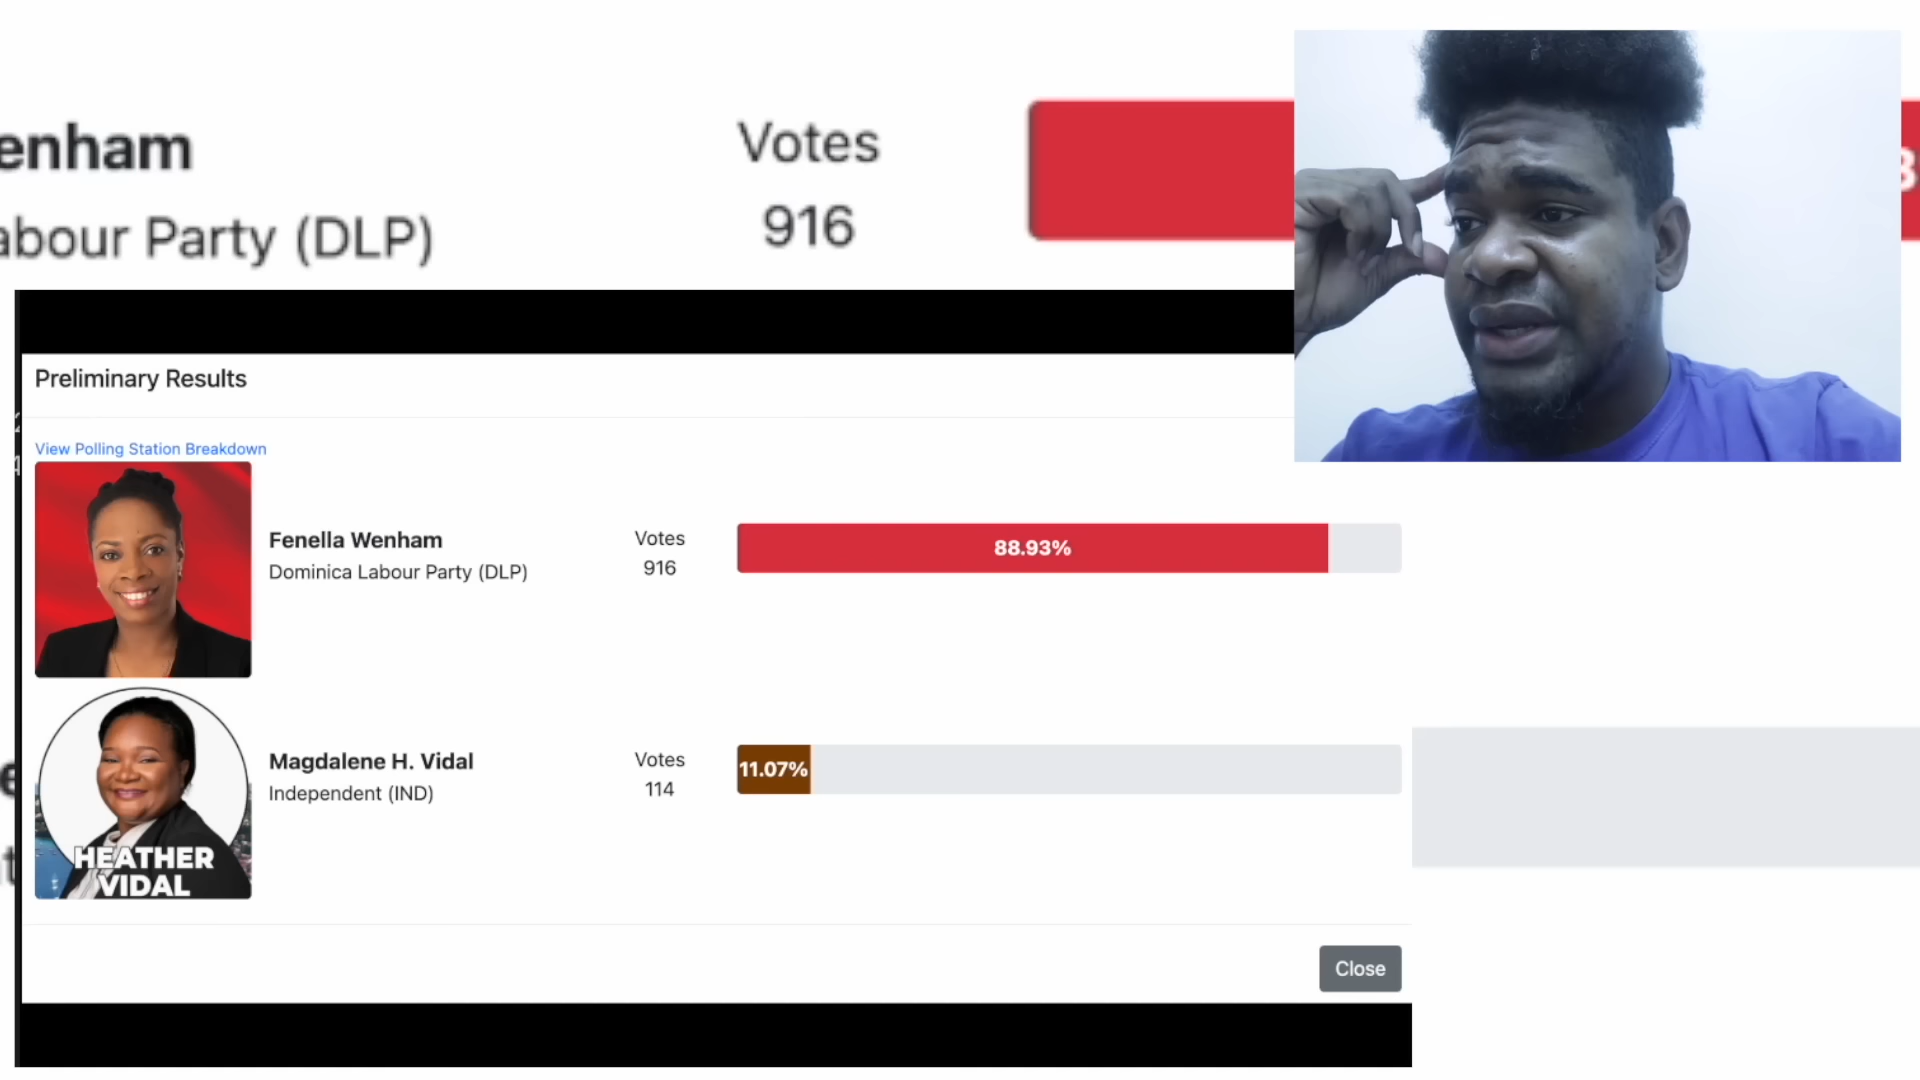 enham
Votes
abour Party (DLP)
916
Preliminary Results
View Polling Station Breakdown
Fenella Wenham
Dominica Labour Party (DLP)
Votes
916
88.93%
Magdalene H. Vidal
Independent (IND)
Votes
114
11.07%
HEATHER
VIDAL
Close